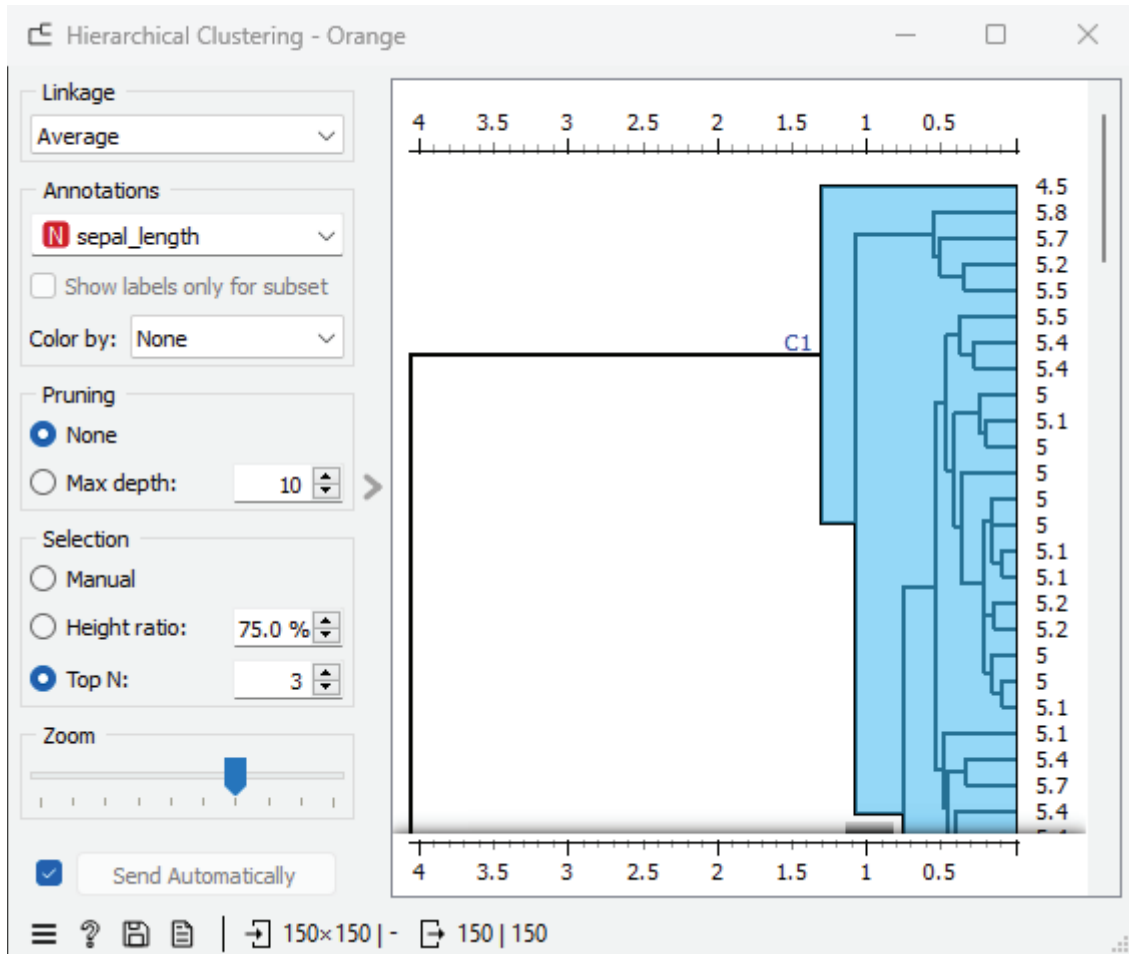 Hierarchical Clustering - Orange
Linkage
Average
Annotations
N sepal_length
Show labels only for subset
Color by: None
Pruning
None
Max depth: 10
Selection
Manual
Height ratio: 75.0 %
Top N: 3
Zoom
Send Automatically
4 3.5 3 2.5 2 1.5 1 0.5
4.5
5.8
5.7
5.2
5.5
5.5
5.4
C1
5.4
5
5.1
5
5
5
5
5.1
5.1
5.2
5.2
5
5
5.1
5.1
5.4
5.7
5.4
4 3.5 3 2.5 2 1.5 1 0.5
? 150×150 | - 150 | 150